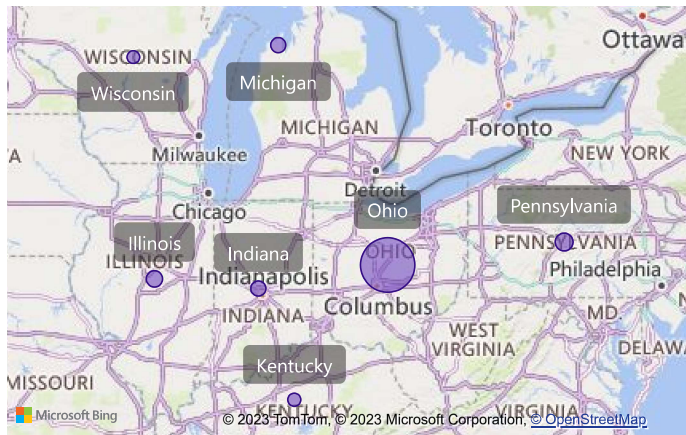 Ottawa
WISCONSIN
Wisconsin
Michigan
MICHIGAN
Toronto
Milwaukee
NEW YORK
A
Detroit
Chicago
Ohio
Pennsylvania
Illinois
Indiana
OHIO
PENNSYLVANIA
ILLINOIS
Indianapolis
Philadelphia
Columbus
INDIANA
MD.
N
WEST
VIRGINIA
DELAWA
Kentucky
MISSOURI
KENTUCKY
VIRGINIA
Microsoft Bing
© 2023 TomTom, © 2023 Microsoft Corporation, © OpenStreetMap